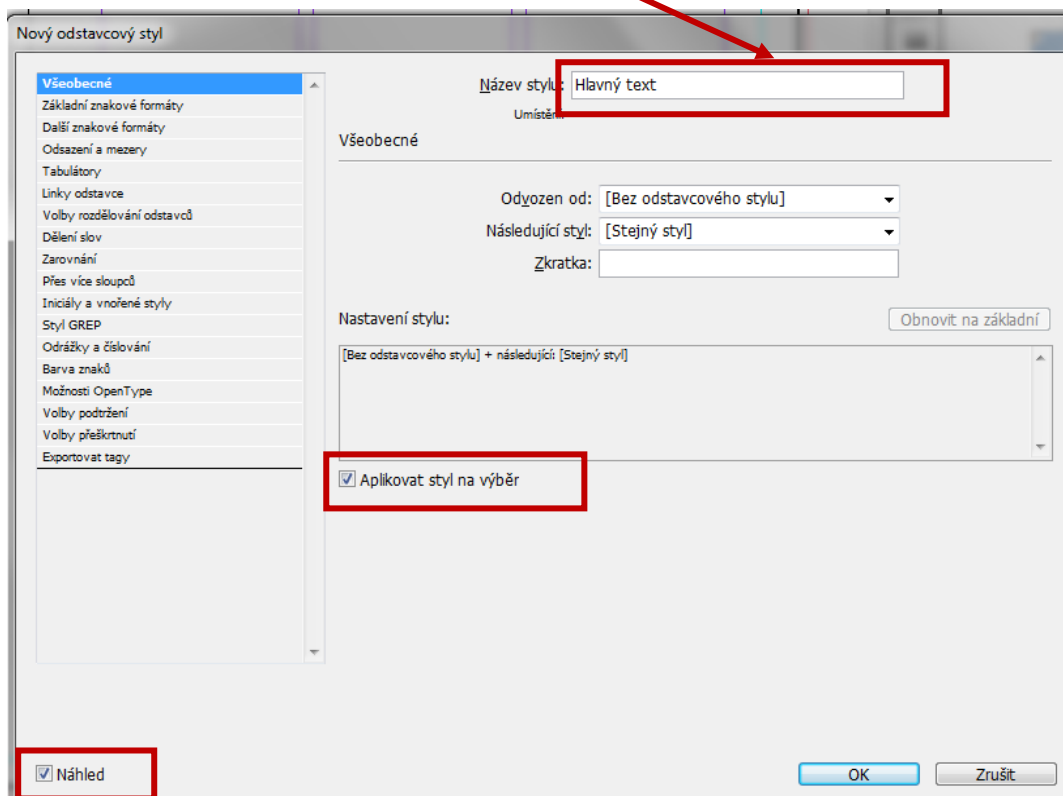 Nový odstavcový styl
Všeobecné
Základní znakové formáty
Další znakové formáty
Odsazení a mezery
Tabulátory
Linky odstavce
Volby rozdělování odstavců
Dělení slov
Zarovnání
Přes více sloupců
Iniciály a vnořené styly
Styl GREP
Odrážky a číslování
Barva znaků
Možnosti OpenType
Volby podtržení
Volby přeškrtnutí
Exportovat tagy
Název stylu: Hlavný text
Umístění:
Všeobecné
Odvozen od: [Bez odstavcového stylu]
Následující styl: [Stejný styl]
Zkratka:
Nastavení stylu: Obnovit na základní
[Bez odstavcového stylu] + následující: [Stejný styl]
Aplikovat styl na výběr
Náhled OK Zrušit